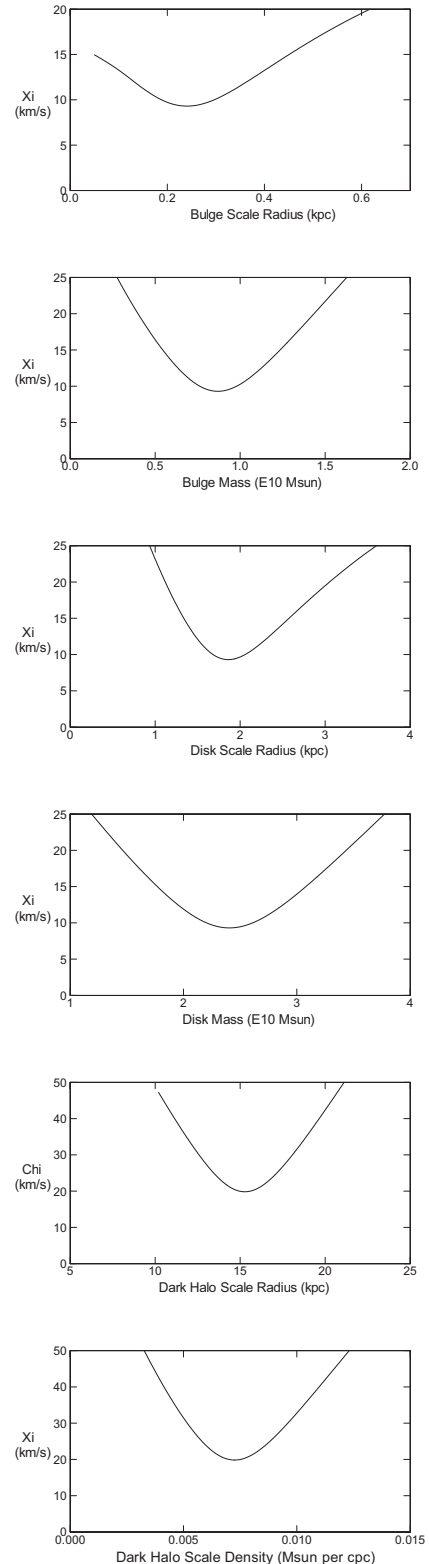 20
15
Xi
(km/s)
10
5
0
0.0 0.2 0.4 0.6
Bulge Scale Radius (kpc)
25
20
15
Xi
(km/s)
10
5
0
0.0 0.5 1.0 1.5 2.0
Bulge Mass (E10 Msun)
25
20
15
Xi
(km/s)
10
5
0
0 1 2 3 4
Disk Scale Radius (kpc)
25
20
15
Xi
(km/s)
10
5
0
1 2 3 4
Disk Mass (E10 Msun)
50
40
30
Chi
(km/s)
20
10
0
5 10 15 20 25
Dark Halo Scale Radius (kpc)
50
40
30
Xi
(km/s)
20
10
0
0.000 0.005 0.010 0.015
Dark Halo Scale Density (Msun per cpc)